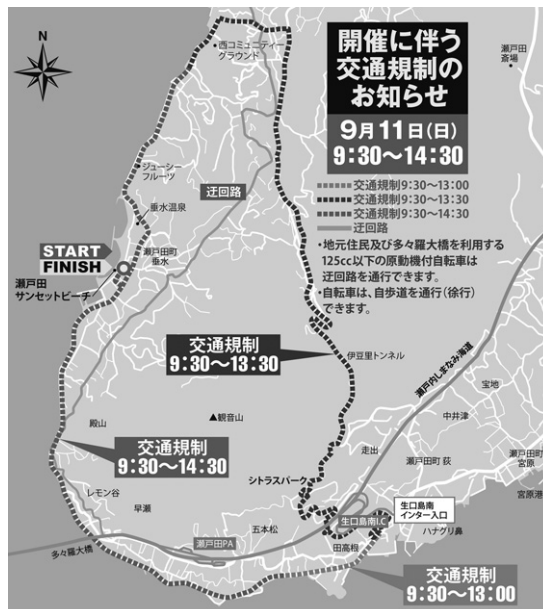 N
西コミュニティー
グラウンド
開催に伴う
交通規制の
お知らせ
9月11日(日)
9:30〜14:30
瀬戸田
斎場
交通規制9:30〜13:00
交通規制9:30〜13:30
交通規制9:30〜14:30
迂回路
・地元住民及び多々羅大橋を利用する
125cc以下の原動機付自転車は
迂回路を通行できます。
・自転車は、自歩道を通行(徐行)
できます。
ジューシー
フルーツ
迂回路
垂水温泉
START
FINISH
瀬戸田町
垂水
瀬戸田
サンセットビーチ
交通規制
9:30〜13:30
伊豆里トンネル
瀬戸内しまなみ海道
宝地
中井津
▲観音山
殿山
走出
瀬戸田町 荻
瀬戸田町
宮原
交通規制
9:30〜14:30
シトラスパーク
レモン谷
早瀬
生口島南
インター入口
宮原港
五本松
生口島南I.C
ハナグリ鼻
瀬戸田PA
田高根
多々羅大橋
交通規制
9:30〜13:00